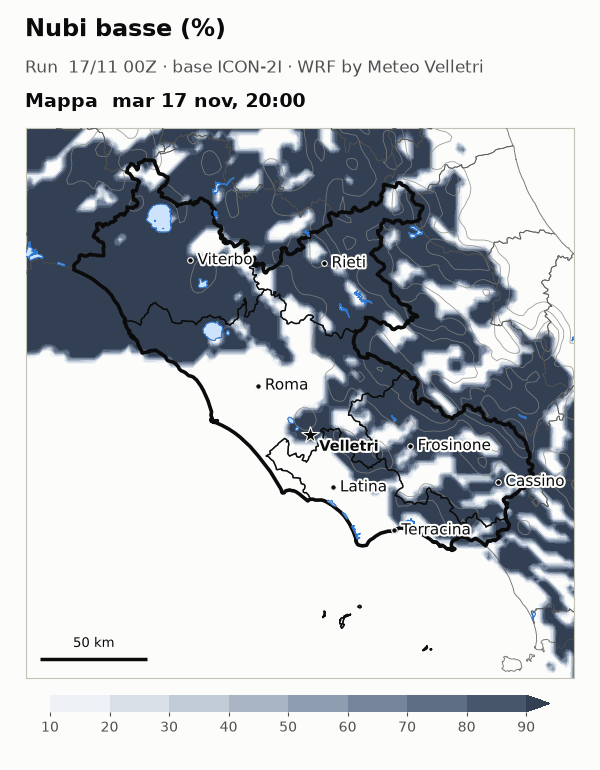 Nubi basse (%)
Run  17/11 00Z · base ICON-2I · WRF by Meteo Velletri
Mappa  mar 17 nov, 20:00
Viterbo
Rieti
Roma
Velletri
Frosinone
Latina
Cassino
Terracina
50 km
10 20 30 40 50 60 70 80 90